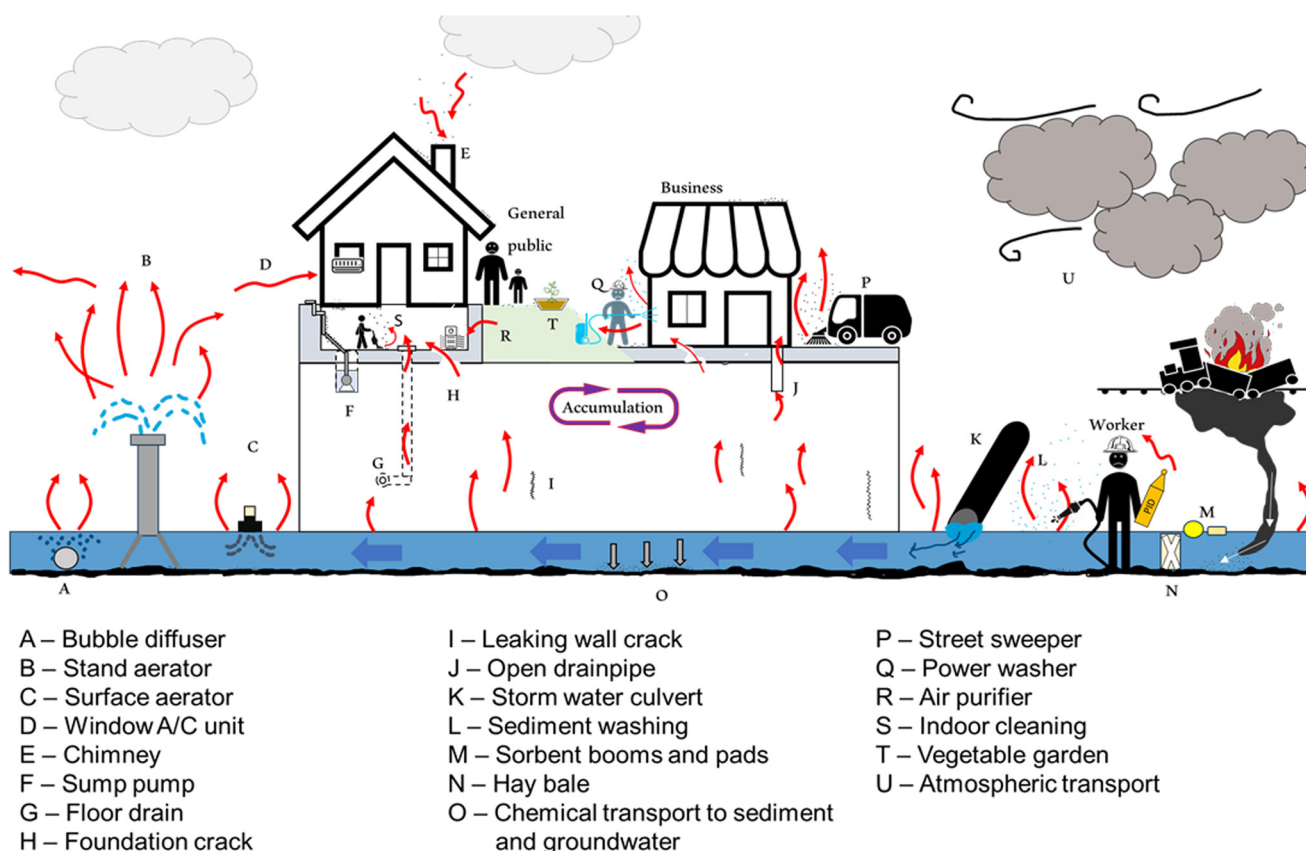 E
Business
General
public
B
D
Q
P
U
S
T
R
H
F
J
Accumulation
K
Worker
C
G
I
L
PID
M
A
O
N
A – Bubble diffuser
B – Stand aerator
C – Surface aerator
D – Window A/C unit
E – Chimney
F – Sump pump
G – Floor drain
H – Foundation crack
I – Leaking wall crack
J – Open drainpipe
K – Storm water culvert
L – Sediment washing
M – Sorbent booms and pads
N – Hay bale
O – Chemical transport to sediment
and groundwater
P – Street sweeper
Q – Power washer
R – Air purifier
S – Indoor cleaning
T – Vegetable garden
U – Atmospheric transport